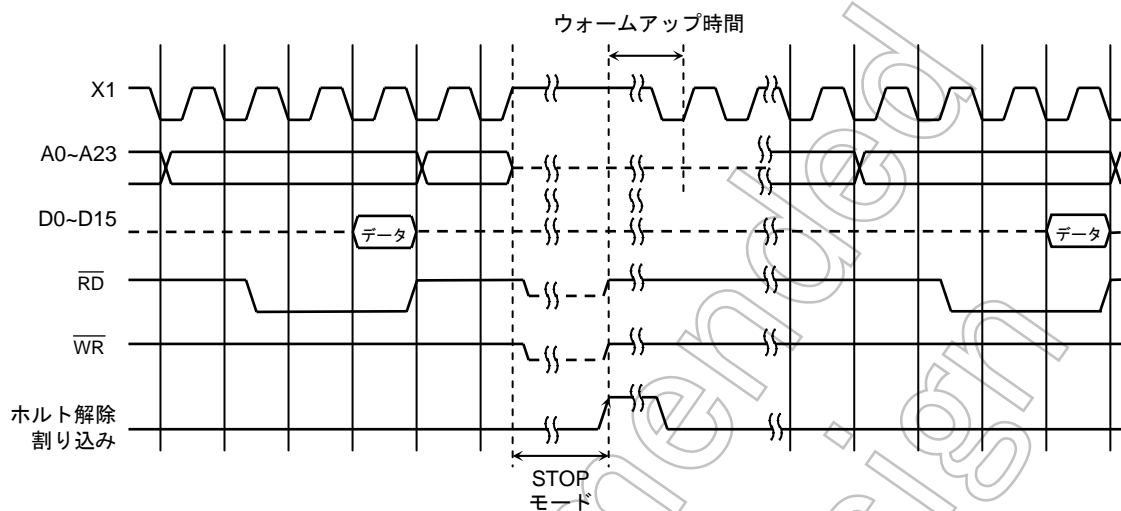 ウォームアップ時間
X1
A0~A23
D0~D15
データ
データ
RD
WR
ホルト解除
割り込み
STOP
モード